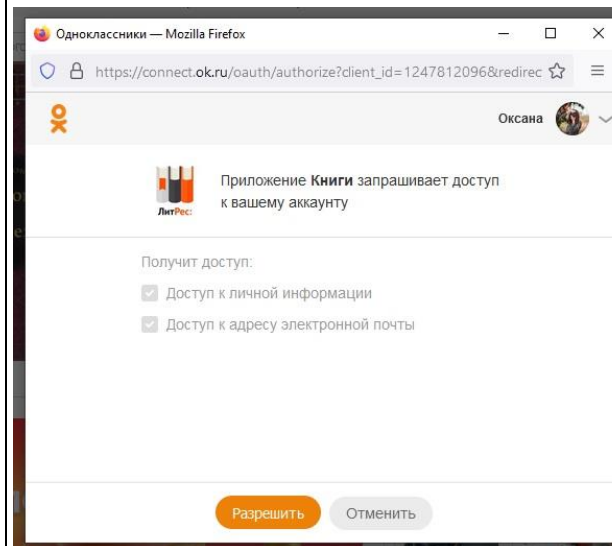 Одноклассники — Mozilla Firefox
https://connect.ok.ru/oauth/authorize?client_id=1247812096&redirec
Оксана
Приложение Книги запрашивает доступ
к вашему аккаунту
ЛитРес:
Получит доступ:
Доступ к личной информации
Доступ к адресу электронной почты
Разрешить Отменить